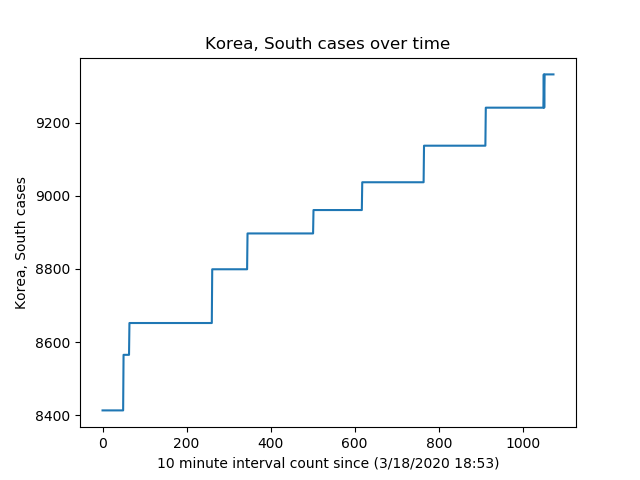 Korea, South cases over time
9200
9000
8800
8600
8400
Korea, South cases
0 200 400 600 800 1000
10 minute interval count since (3/18/2020 18:53)